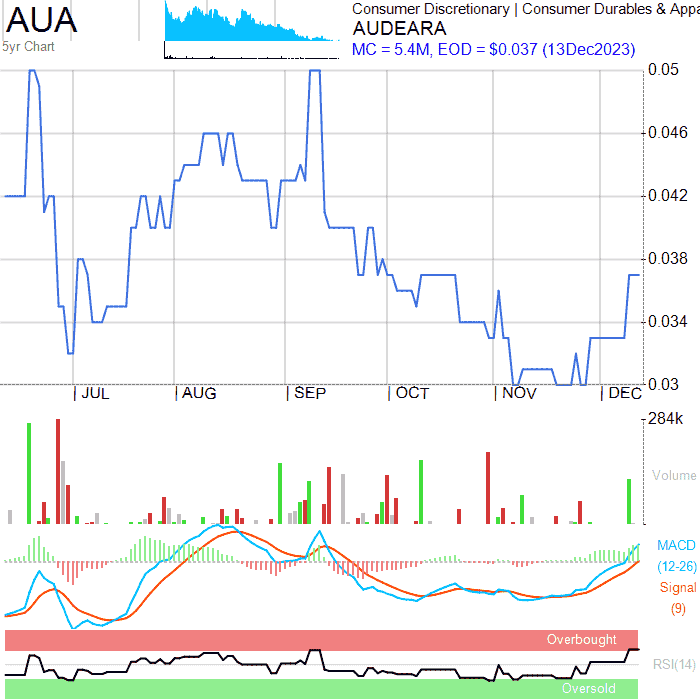 AUA
5yr Chart
Consumer Discretionary | Consumer Durables & Appa
AUDEARA
MC = 5.4M, EOD = $0.037 (13Dec2023)
0.05
0.046
0.042
0.038
0.034
0.03
JUL
AUG
SEP
OCT
NOV
DEC
284k
Volume
MACD
(12-26)
Signal
(9)
Overbought
RSI(14)
Oversold